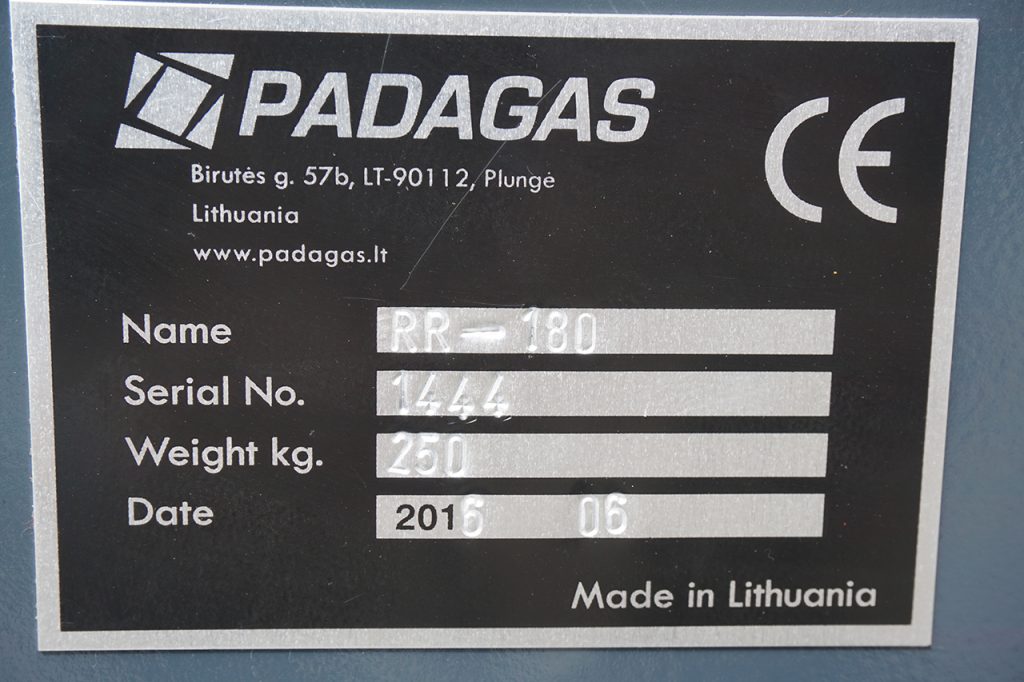 PADAGAS
CE
Birutės g. 57b, LT-90112, Plungė
Lithuania
www.padagas.lt
Name RR-180
Serial No. 1444
Weight kg. 250
Date 2016 06
Made in Lithuania